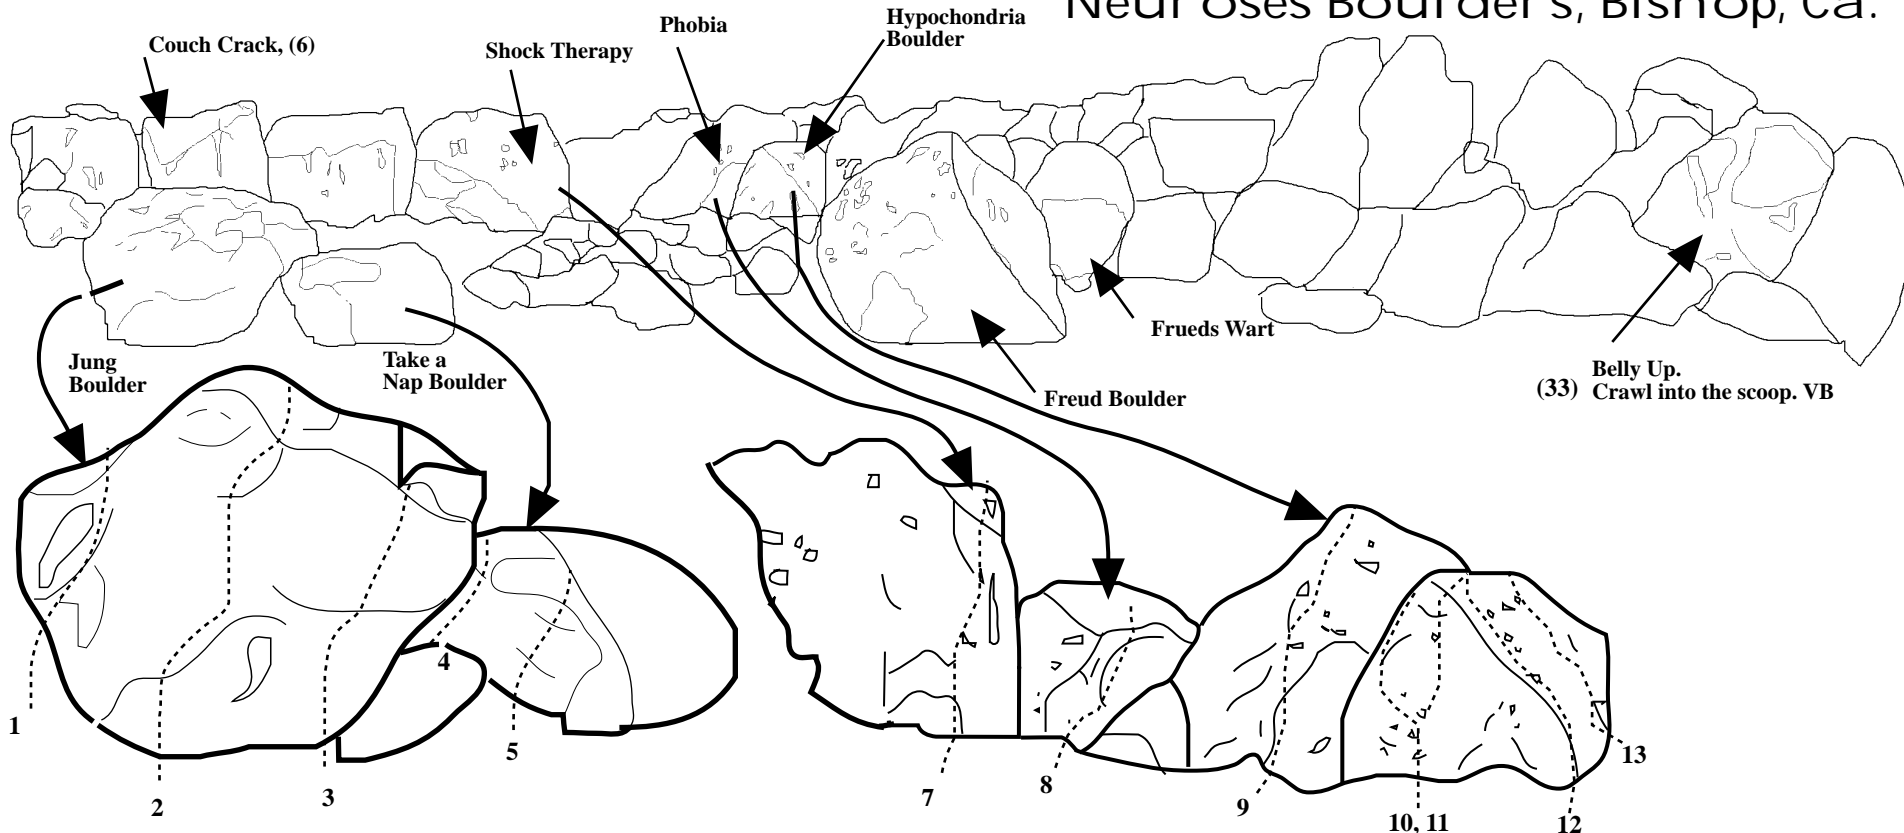 Neuroses Boulders, Bishop, Ca.
Couch Crack, (6)
Shock Therapy
Phobia
Hypochondria
Boulder
Jung
Boulder
Take a
Nap Boulder
Freud Boulder
Frueds Wart
(33) Belly Up.
Crawl into the scoop. VB
1
2
3
4
5
7
8
9
10, 11
12
13